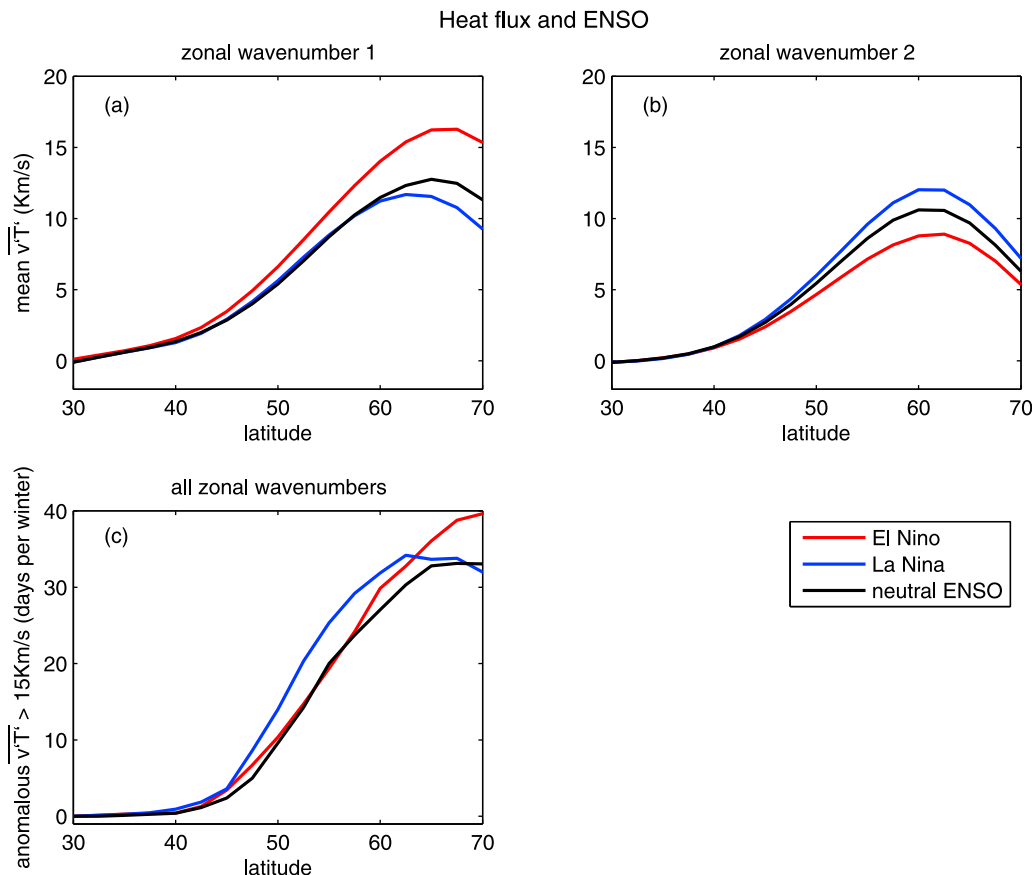 Heat flux and ENSO
zonal wavenumber 1
(a)
mean v'T' (Km/s)
20
15
10
5
0
30 40 50 60 70
latitude
zonal wavenumber 2
(b)
20
15
10
5
0
30 40 50 60 70
latitude
all zonal wavenumbers
(c)
anomalous v'T' > 15Km/s (days per winter)
40
30
20
10
0
30 40 50 60 70
latitude
El Nino
La Nina
neutral ENSO